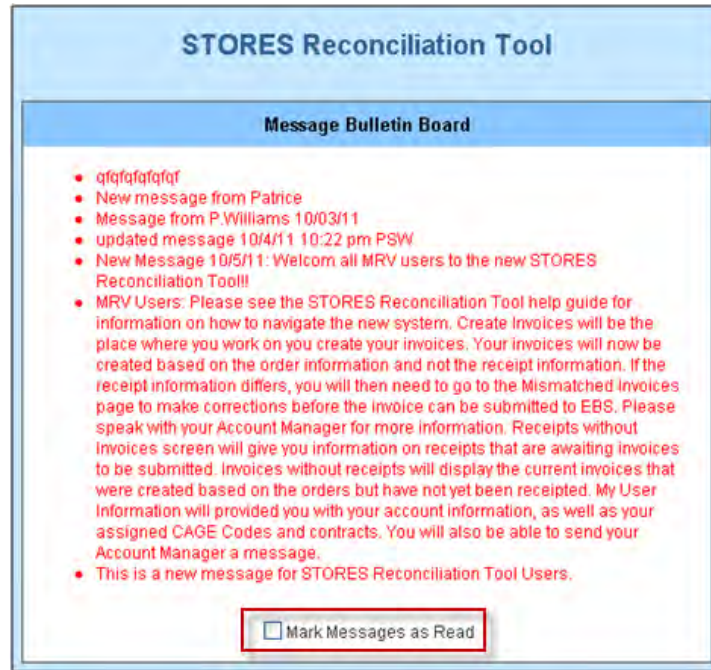 STORES Reconciliation Tool
Message Bulletin Board
qfqfqfqfqfqf
New message from Patrice
Message from P.Williams 10/03/11
updated message 10/4/11 10:22 pm PSW
New Message 10/5/11: Welcom all MRV users to the new STORES
Reconciliation Tool!!
MRV Users: Please see the STORES Reconciliation Tool help guide for
information on how to navigate the new system. Create Invoices will be the
place where you work on you create your invoices. Your invoices will now be
created based on the order information and not the receipt information. If the
receipt information differs, you will then need to go to the Mismatched Invoices
page to make corrections before the invoice can be submitted to EBS. Please
speak with your Account Manager for more information. Receipts without
Invoices screen will give you information on receipts that are awaiting invoices
to be submitted. Invoices without receipts will display the current invoices that
were created based on the orders but have not yet been receipted. My User
Information will provided you with your account information, as well as your
assigned CAGE Codes and contracts. You will also be able to send your
Account Manager a message.
This is a new message for STORES Reconciliation Tool Users.
Mark Messages as Read